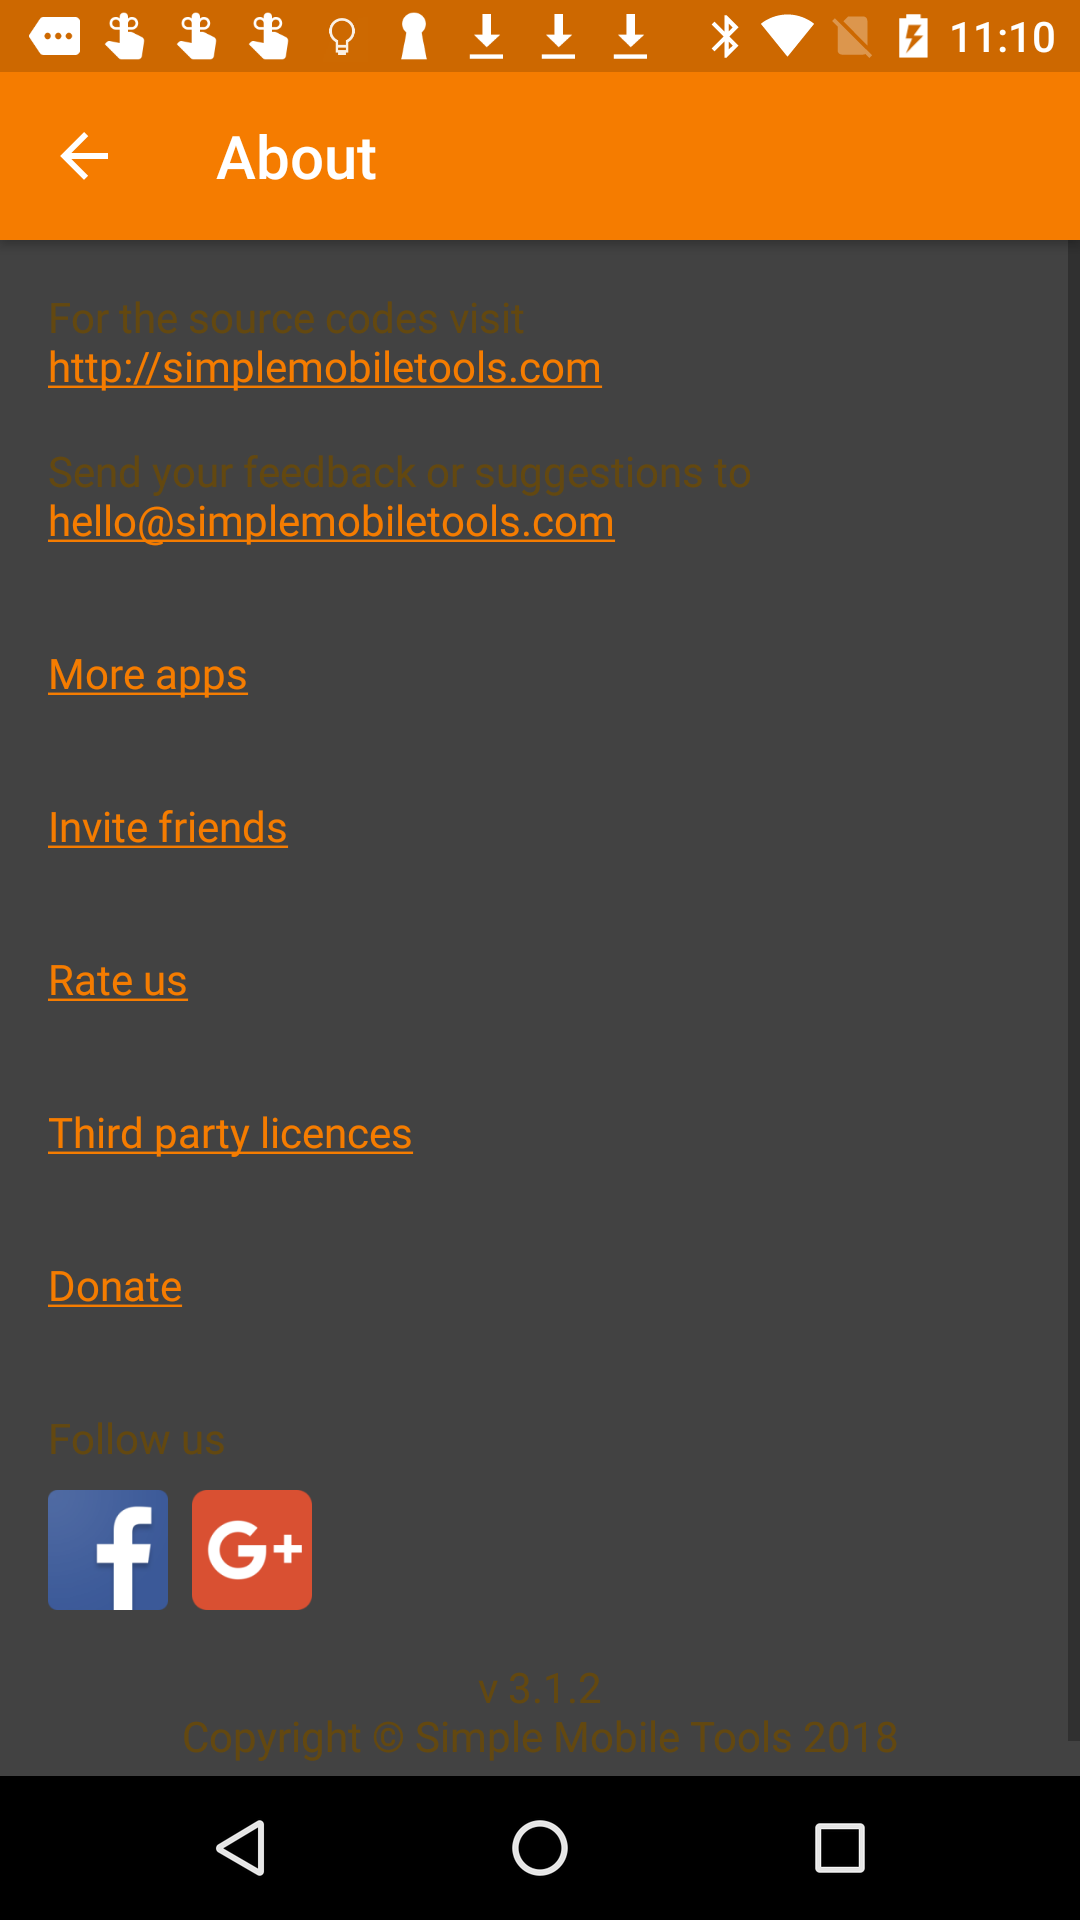 11:10
About
For the source codes visit
http://simplemobiletools.com
Send your feedback or suggestions to
hello@simplemobiletools.com
More apps
Invite friends
Rate us
Third party licences
Donate
Follow us
f G+
v 3.1.2
Copyright © Simple Mobile Tools 2018